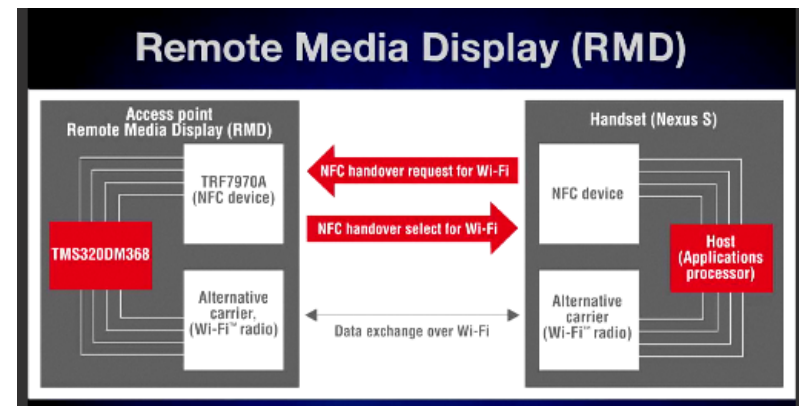 Remote Media Display (RMD)
Access point
Remote Media Display (RMD)
TRF7970A
(NFC device)
TMS320DM368
Alternative
carrier,
(Wi-Fi™ radio)
NFC handover request for Wi-Fi
NFC handover select for Wi-Fi
Data exchange over Wi-Fi
Handset (Nexus S)
NFC device
Host
(Applications
processor)
Alternative
carrier
(Wi-Fi™ radio)